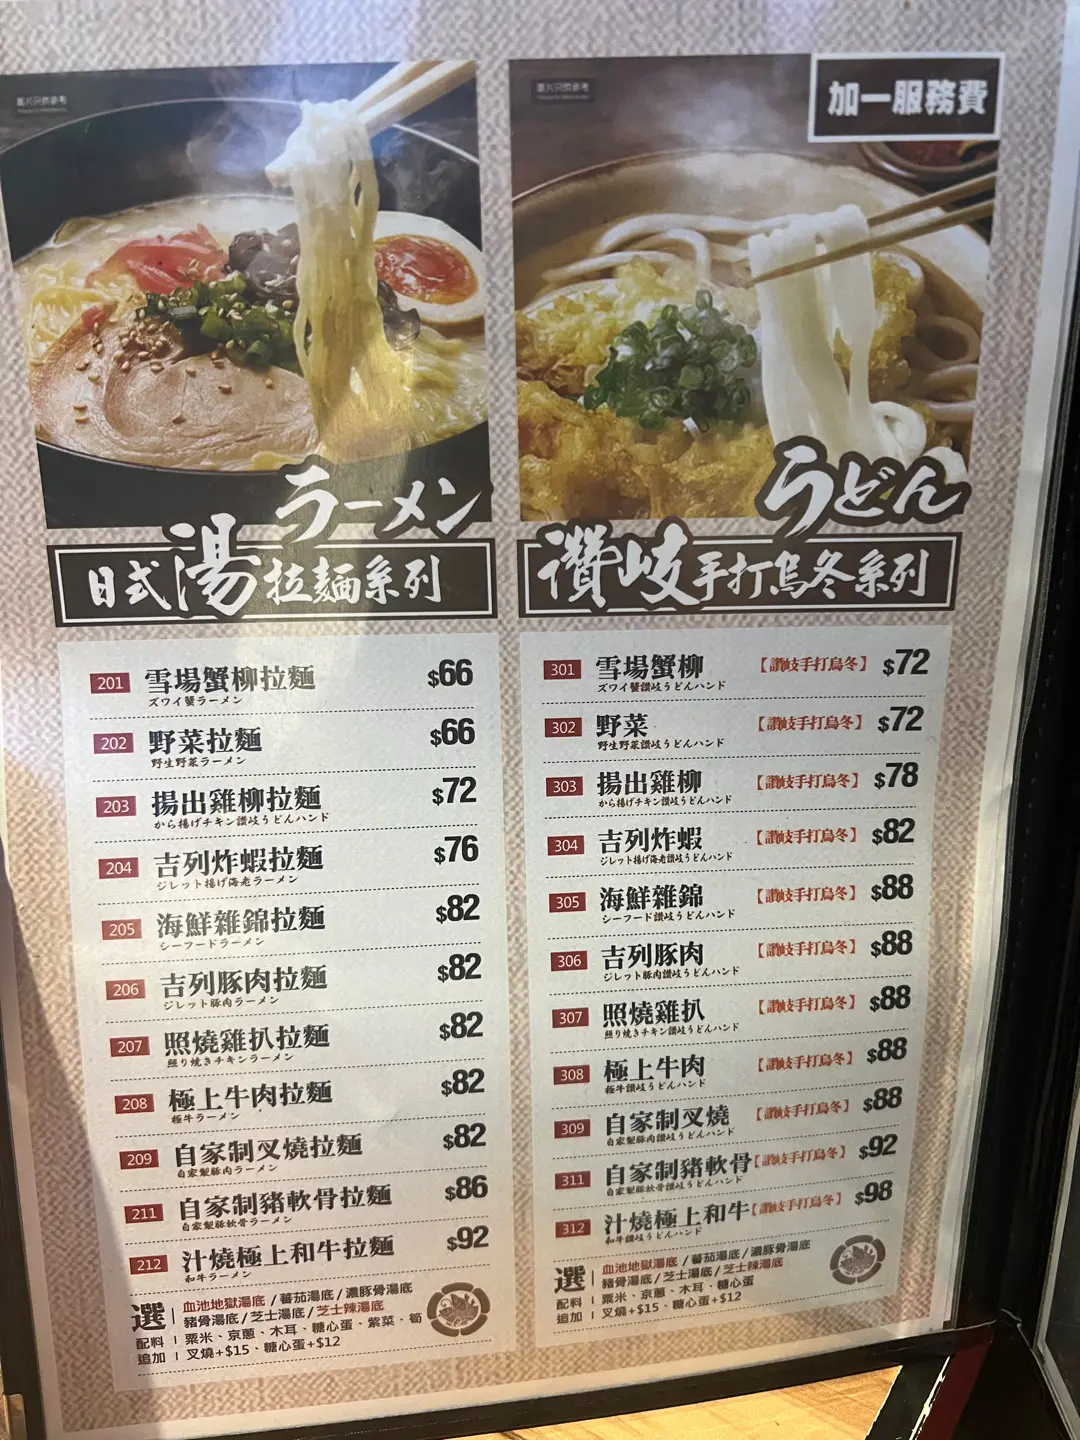 圖片只供參考
圖片只供參考
加一服務費
ラーメン
日式湯拉麵系列
201 雪場蟹柳拉麵 $66
ズワイ蟹ラーメン
202 野菜拉麵 $66
野生野菜ラーメン
203 揚出雞柳拉麵 $72
から揚げチキン讃岐うどんハンド
204 吉列炸蝦拉麵 $76
ジレット揚げ海老ラーメン
205 海鮮雜錦拉麵 $82
シーフードラーメン
206 吉列豚肉拉麵 $82
ジレット豚肉ラーメン
207 照燒雞扒拉麵 $82
照り焼きチキンラーメン
208 極上牛肉拉麵 $82
極牛ラーメン
209 自家制叉燒拉麵 $82
自家製豚肉ラーメン
211 自家制豬軟骨拉麵 $86
自家製豚軟骨ラーメン
212 汁燒極上和牛拉麵 $92
和牛ラーメン
選 血池地獄湯底 / 蕃茄湯底 / 濃豚骨湯底
豬骨湯底 / 芝士湯底 / 芝士辣湯底
配料 | 粟米、京蔥、木耳、糖心蛋、紫菜、筍
追加 | 叉燒+$15、糖心蛋+$12
うどん
讚岐手打烏冬系列
301 雪場蟹柳 【讚岐手打烏冬】 $72
ズワイ蟹讃岐うどんハンド
302 野菜 【讚岐手打烏冬】 $72
野生野菜讃岐うどんハンド
303 揚出雞柳 【讚岐手打烏冬】 $78
から揚げチキン讃岐うどんハンド
304 吉列炸蝦 【讚岐手打烏冬】 $82
ジレット揚げ海老讃岐うどんハンド
305 海鮮雜錦 【讚岐手打烏冬】 $88
シーフード讃岐うどんハンド
306 吉列豚肉 【讚岐手打烏冬】 $88
ジレット豚肉讃岐うどんハンド
307 照燒雞扒 【讚岐手打烏冬】 $88
照り焼きチキン讃岐うどんハンド
308 極上牛肉 【讚岐手打烏冬】 $88
極牛讃岐うどんハンド
309 自家制叉燒 【讚岐手打烏冬】 $88
自家製豚肉讃岐うどんハンド
311 自家制豬軟骨【讚岐手打烏冬】 $92
自家製豚軟骨讃岐うどんハンド
312 汁燒極上和牛【讚岐手打烏冬】 $98
和牛讃岐うどんハンド
選 血池地獄湯底 / 蕃茄湯底 / 濃豚骨湯底
豬骨湯底 / 芝士湯底 / 芝士辣湯底
配料 | 粟米、京蔥、木耳、糖心蛋
追加 | 叉燒+$15、糖心蛋+$12